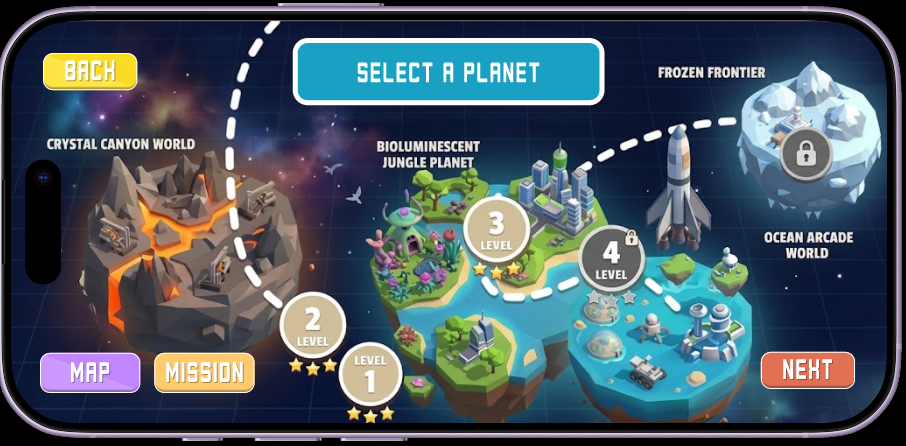 BACK
SELECT A PLANET
FROZEN FRONTIER
CRYSTAL CANYON WORLD
BIOLUMINESCENT
JUNGLE PLANET
3
LEVEL
4
LEVEL
OCEAN ARCADE
WORLD
2
LEVEL
LEVEL
1
MAP
MISSION
NEXT